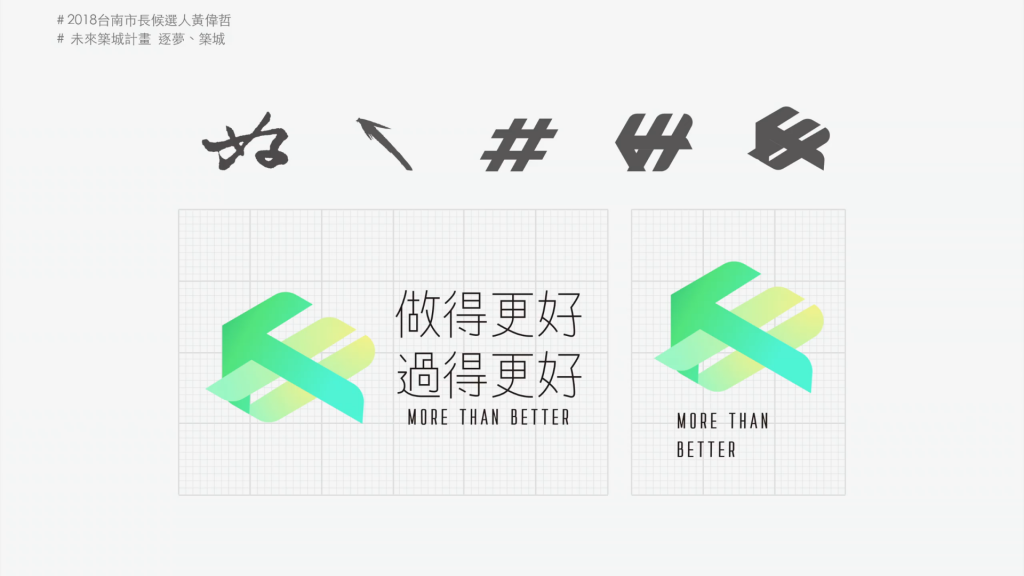 # 2018台南市長候選人黃偉哲
# 未來築城計畫 逐夢、築城
好
#
做得更好
過得更好
MORE THAN BETTER
MORE THAN
BETTER